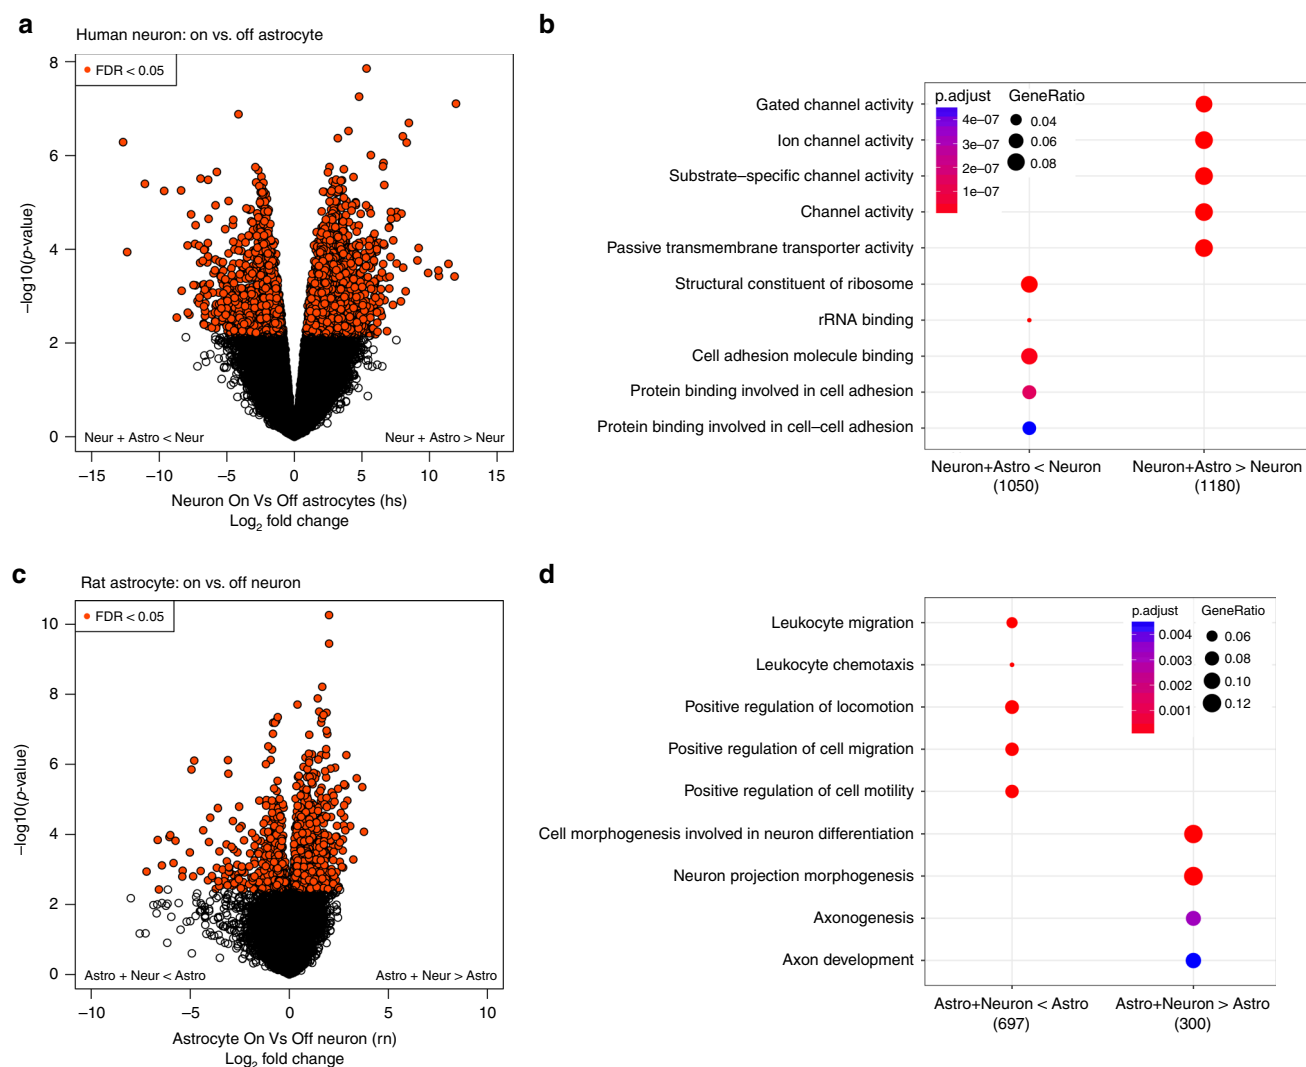 a
Human neuron: on vs. off astrocyte
FDR < 0.05
8
6
4
2
0
–log10(p-value)
Neur + Astro < Neur
Neur + Astro > Neur
−15
−10
−5
0
5
10
15
Neuron On Vs Off astrocytes (hs)
Log2 fold change
b
p.adjust
4e–07
3e–07
2e–07
1e–07
GeneRatio
0.04
0.06
0.08
Gated channel activity
Ion channel activity
Substrate–specific channel activity
Channel activity
Passive transmembrane transporter activity
Structural constituent of ribosome
rRNA binding
Cell adhesion molecule binding
Protein binding involved in cell adhesion
Protein binding involved in cell–cell adhesion
Neuron+Astro < Neuron
(1050)
Neuron+Astro > Neuron
(1180)
c
Rat astrocyte: on vs. off neuron
FDR < 0.05
10
8
6
4
2
0
–log10(p-value)
Astro + Neur < Astro
Astro + Neur > Astro
−10
−5
0
5
10
Astrocyte On Vs Off neuron (rn)
Log2 fold change
d
p.adjust
0.004
0.003
0.002
0.001
GeneRatio
0.06
0.08
0.10
0.12
Leukocyte migration
Leukocyte chemotaxis
Positive regulation of locomotion
Positive regulation of cell migration
Positive regulation of cell motility
Cell morphogenesis involved in neuron differentiation
Neuron projection morphogenesis
Axonogenesis
Axon development
Astro+Neuron < Astro
(697)
Astro+Neuron > Astro
(300)